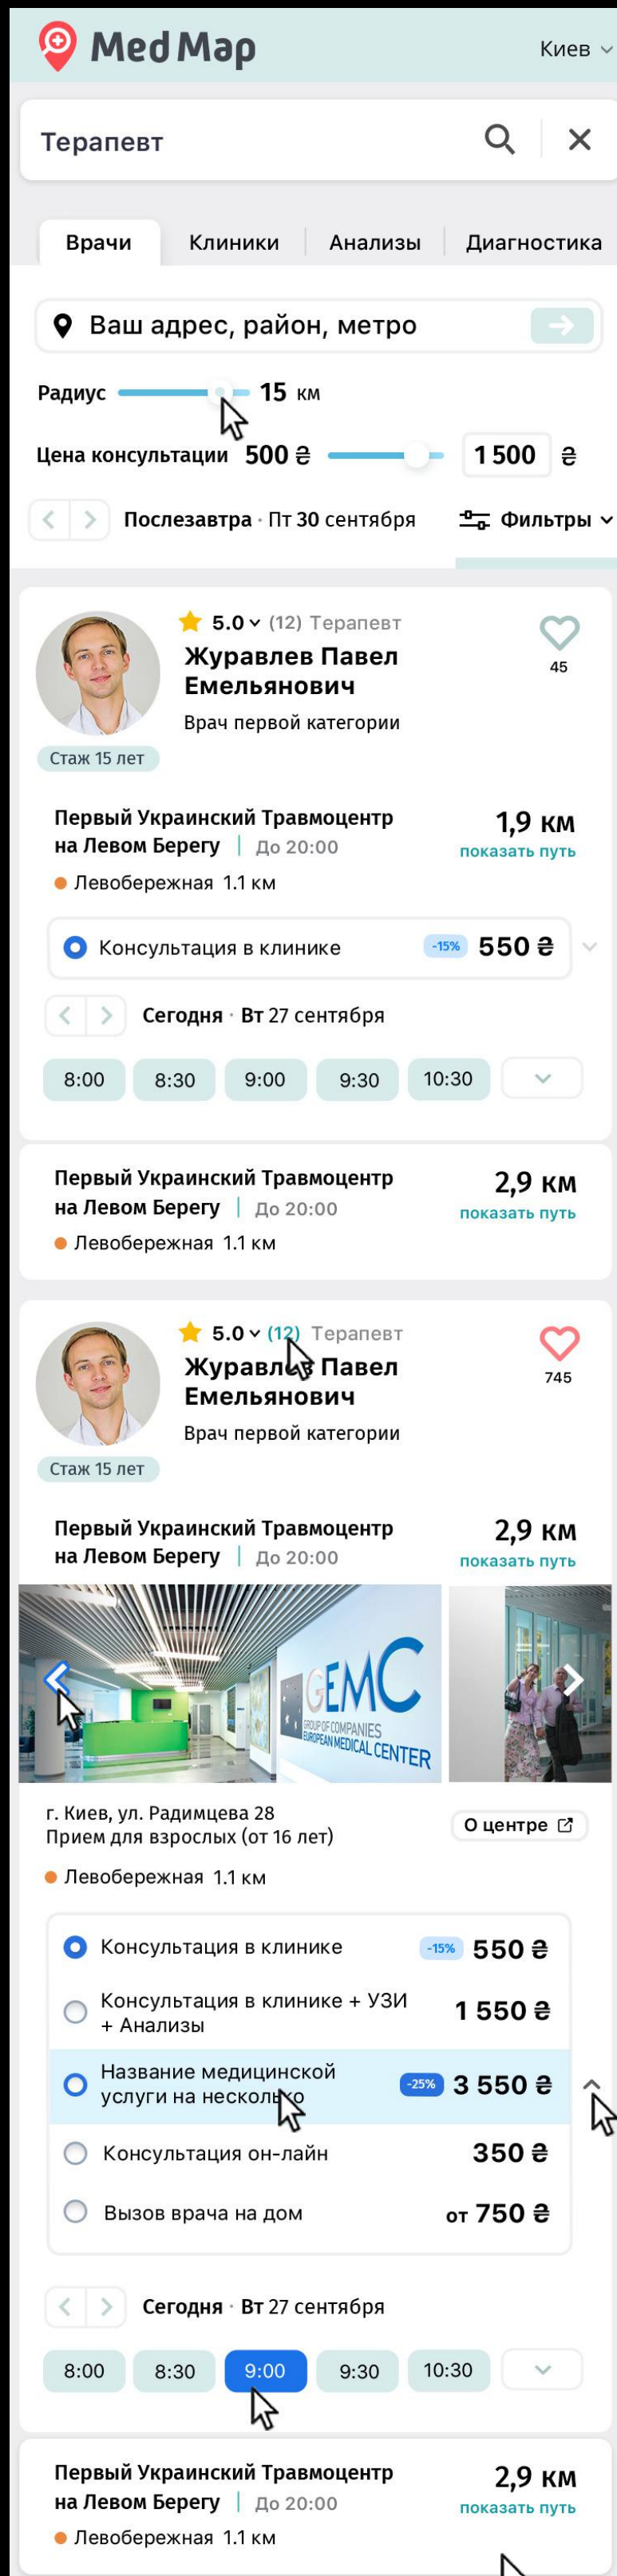 Med Map
Киев
Терапевт
Врачи Клиники Анализы Диагностика
Ваш адрес, район, метро
Радиус 15 км
Цена консультации 500 ₴ 1 500 ₴
Послезавтра · Пт 30 сентября Фильтры
5.0 (12) Терапевт
Журавлев Павел
Емельянович
45
Врач первой категории
Стаж 15 лет
Первый Украинский Травмоцентр
на Левом Берегу | До 20:00
1,9 км
показать путь
Левобережная 1.1 км
Консультация в клинике -15% 550 ₴
Сегодня · Вт 27 сентября
8:00 8:30 9:00 9:30 10:30
Первый Украинский Травмоцентр
на Левом Берегу | До 20:00
2,9 км
показать путь
Левобережная 1.1 км
5.0 (12) Терапевт
Журавлев Павел
Емельянович
745
Врач первой категории
Стаж 15 лет
Первый Украинский Травмоцентр
на Левом Берегу | До 20:00
2,9 км
показать путь
GEMC
GROUP OF COMPANIES
EUROPEAN MEDICAL CENTER
г. Киев, ул. Радимцева 28
Прием для взрослых (от 16 лет)
О центре
Левобережная 1.1 км
Консультация в клинике -15% 550 ₴
Консультация в клинике + УЗИ
+ Анализы
1 550 ₴
Название медицинской
услуги на несколько
-25% 3 550 ₴
Консультация он-лайн 350 ₴
Вызов врача на дом от 750 ₴
Сегодня · Вт 27 сентября
8:00 8:30 9:00 9:30 10:30
Первый Украинский Травмоцентр
на Левом Берегу | До 20:00
2,9 км
показать путь
Левобережная 1.1 км